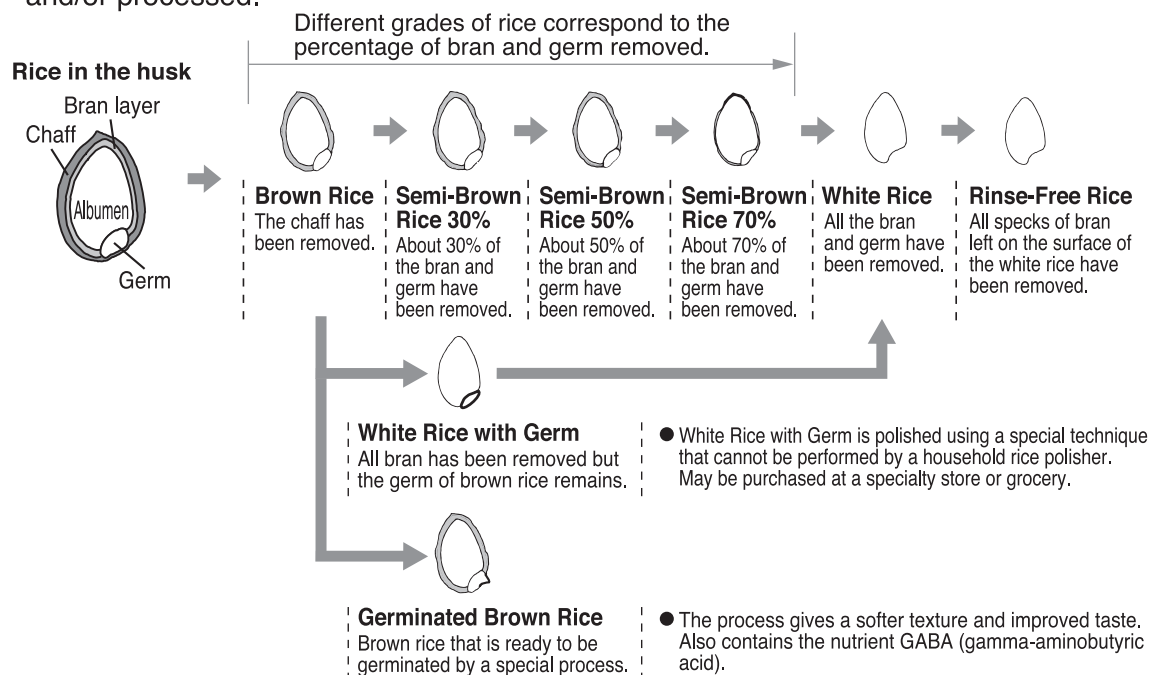 and/or processed.
Different grades of rice correspond to the
percentage of bran and germ removed.
Rice in the husk
Bran layer
Chaff
Albumen
Germ
Brown Rice
The chaff has
been removed.
Semi-Brown
Rice 30%
About 30% of
the bran and
germ have
been removed.
Semi-Brown
Rice 50%
About 50% of
the bran and
germ have
been removed.
Semi-Brown
Rice 70%
About 70% of
the bran and
germ have
been removed.
White Rice
All the bran
and germ have
been removed.
Rinse-Free Rice
All specks of bran
left on the surface of
the white rice have
been removed.
White Rice with Germ
All bran has been removed but
the germ of brown rice remains.
● White Rice with Germ is polished using a special technique
that cannot be performed by a household rice polisher.
May be purchased at a specialty store or grocery.
Germinated Brown Rice
Brown rice that is ready to be
germinated by a special process.
● The process gives a softer texture and improved taste.
Also contains the nutrient GABA (gamma-aminobutyric
acid).